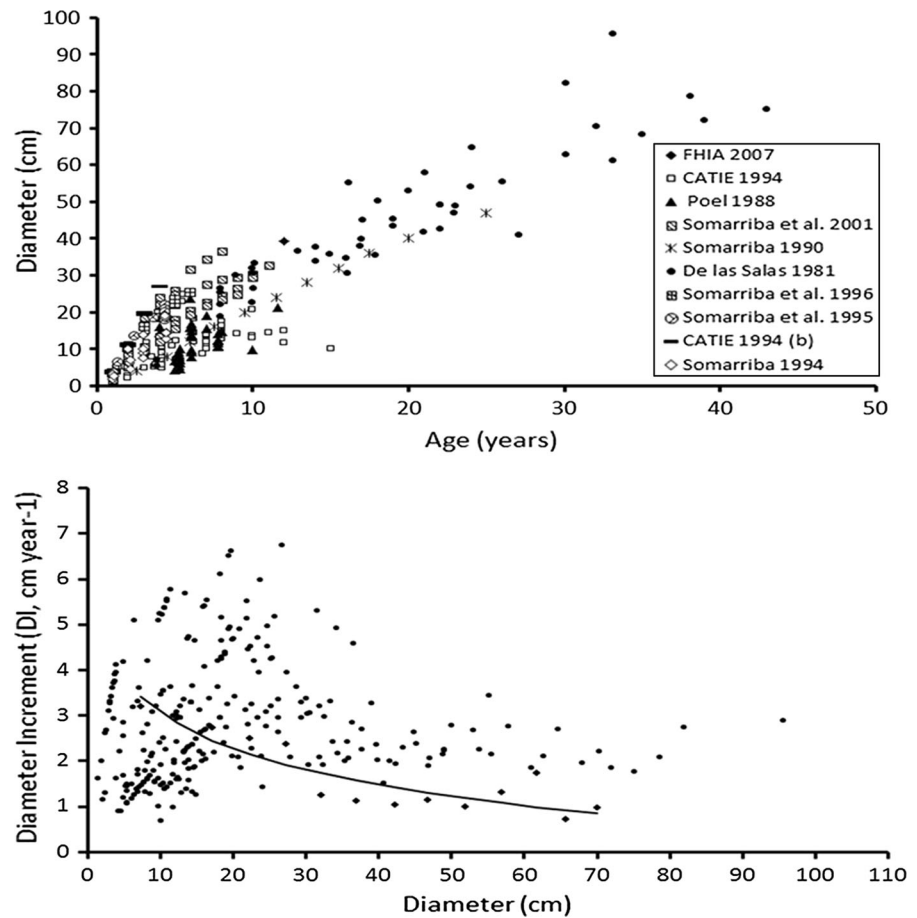 100
90
80
70
60
50
40
30
20
10
0
Diameter (cm)
FHIA 2007
CATIE 1994
Poel 1988
Somarriba et al. 2001
Somarriba 1990
De las Salas 1981
Somarriba et al. 1996
Somarriba et al. 1995
CATIE 1994 (b)
Somarriba 1994
0 10 20 30 40 50
Age (years)
8
7
6
5
4
3
2
1
0
Diameter Increment (DI, cm year-1)
0 10 20 30 40 50 60 70 80 90 100 110
Diameter (cm)